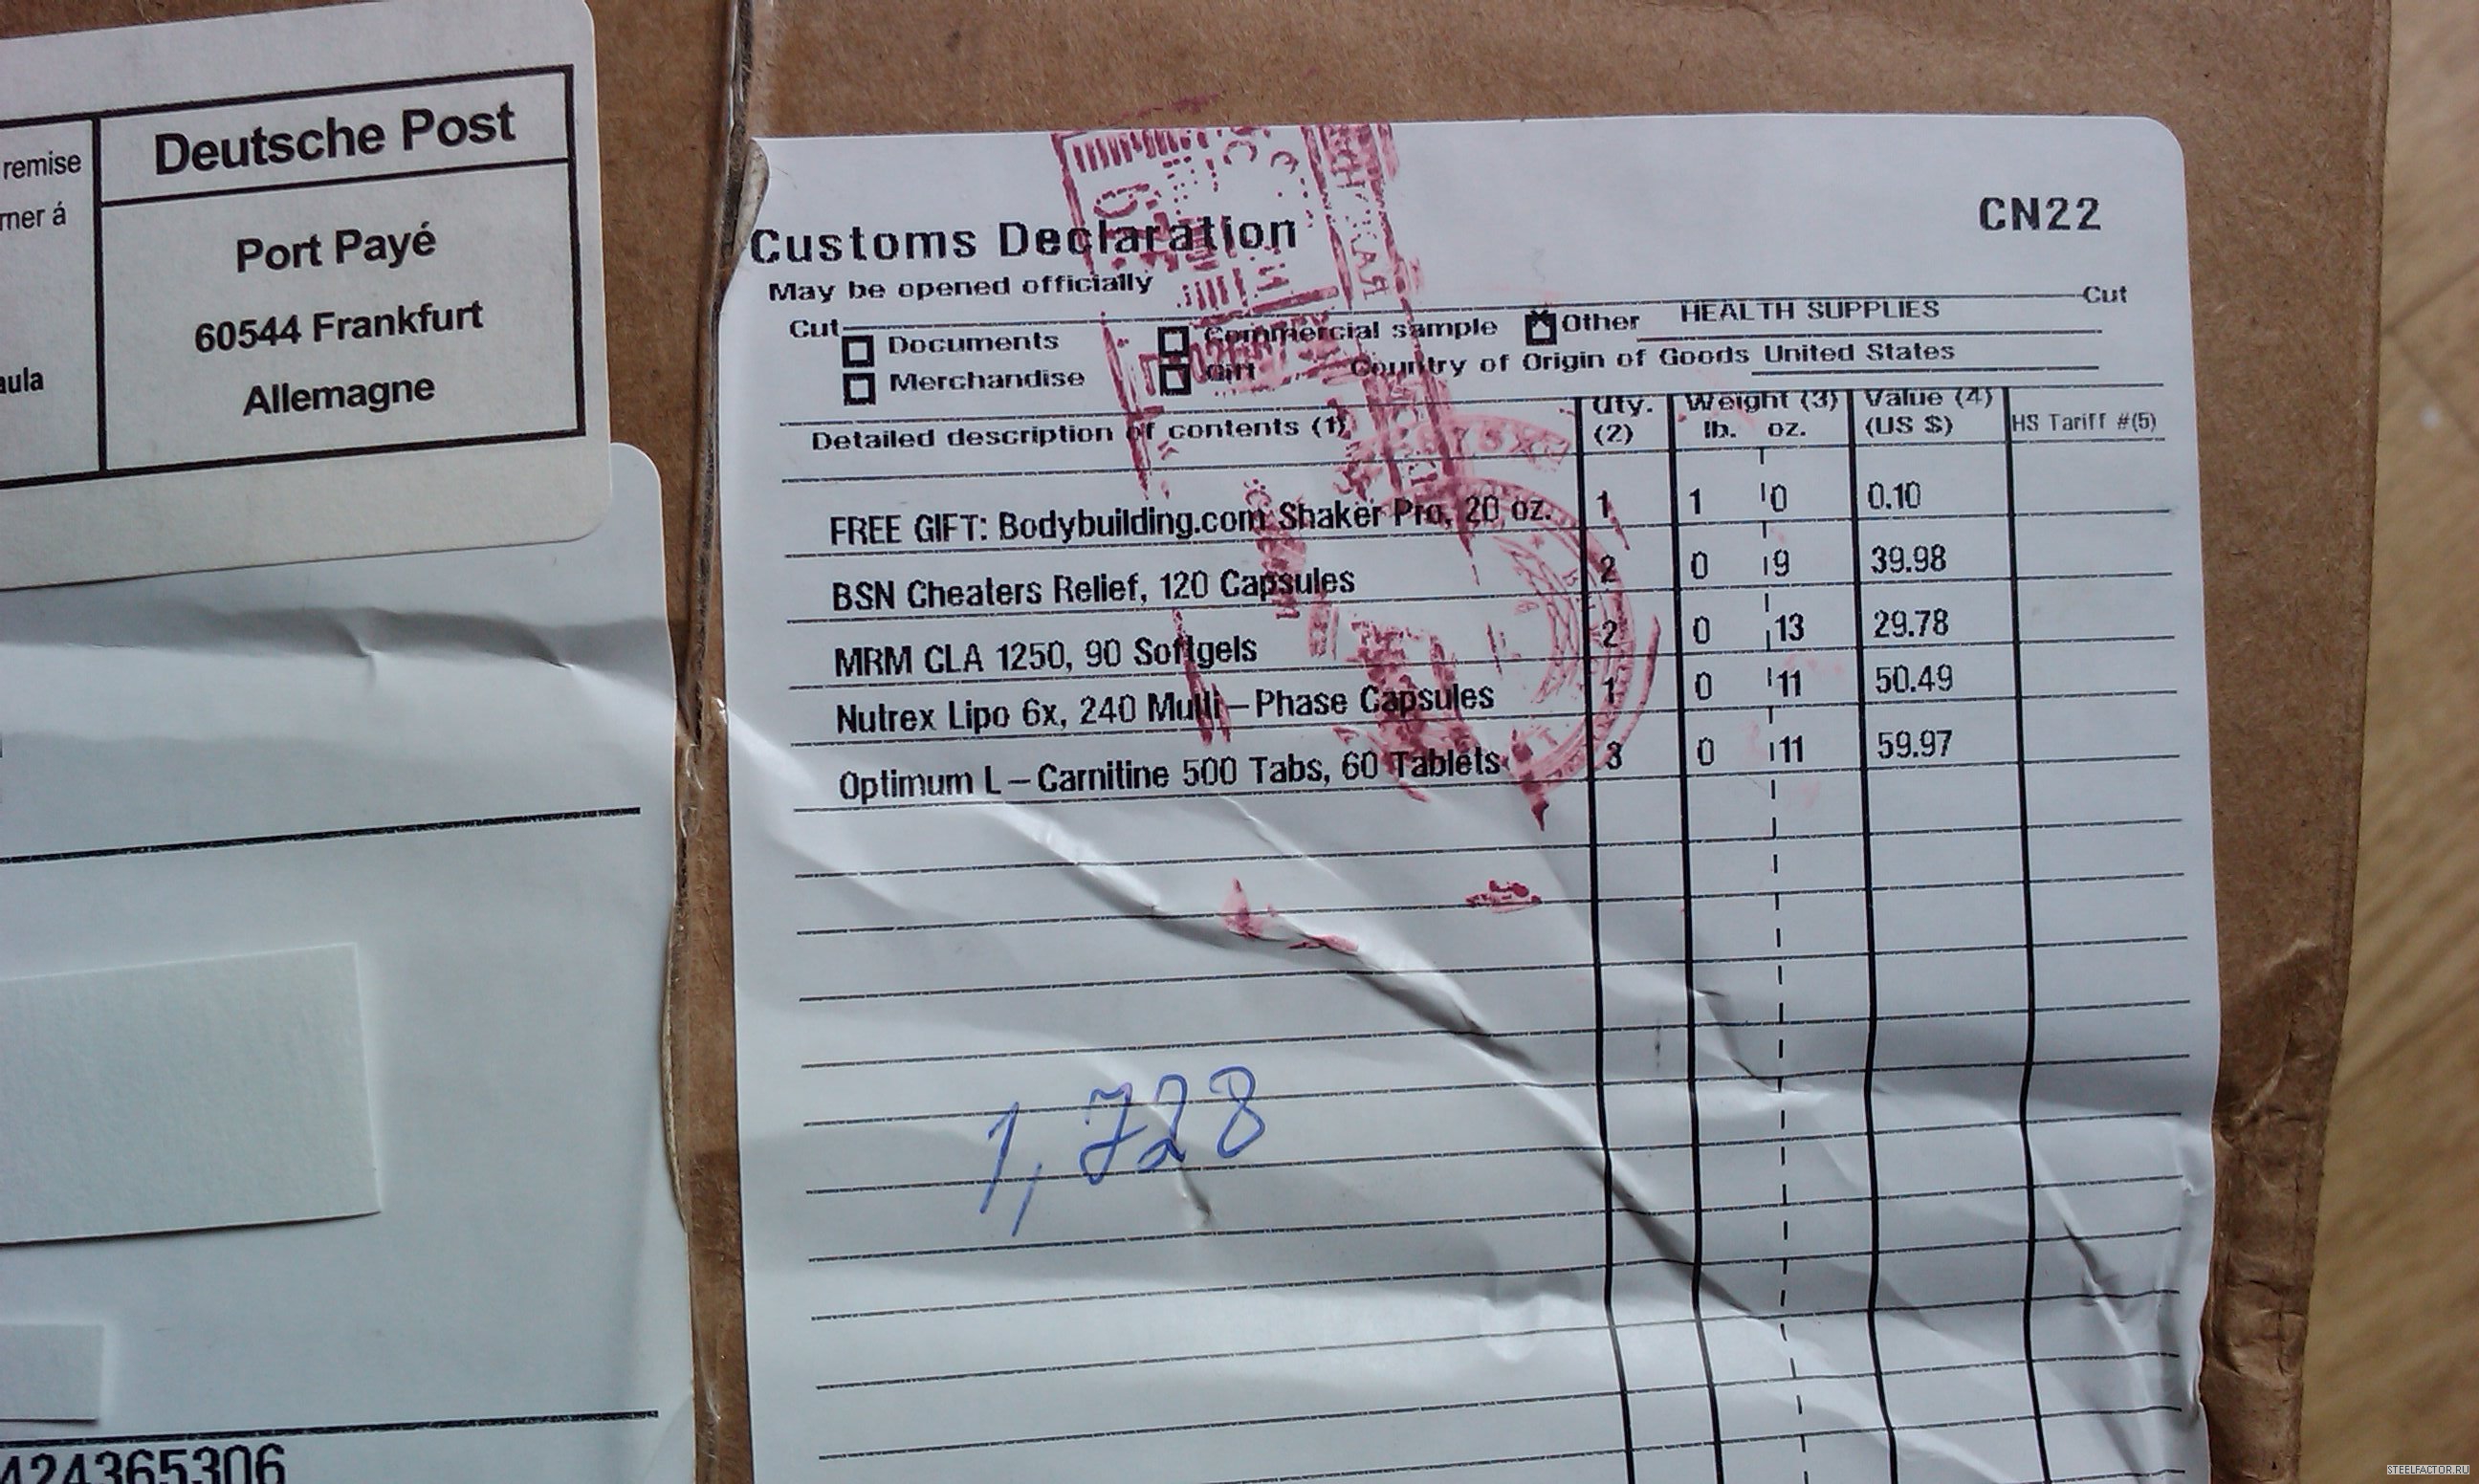 remise
rner á
aula
Deutsche Post
Port Payé
60544 Frankfurt
Allemagne
424365306
Customs Declaration
CN22
May be opened officially
Cut Cut
Documents Commercial sample Other HEALTH SUPPLIES
Merchandise Gift Country of Origin of Goods United States
Detailed description of contents (1) Qty. (2) Weight (3) lb. oz. Value (4) (US $) HS Tariff #(5)
FREE GIFT: Bodybuilding.com Shaker Pro, 20 oz. 1 1 0 0.10
BSN Cheaters Relief, 120 Capsules 2 0 9 39.98
MRM CLA 1250, 90 Softgels 2 0 13 29.78
Nutrex Lipo 6x, 240 Multi-Phase Capsules 1 0 11 50.49
Optimum L-Carnitine 500 Tabs, 60 Tablets 3 0 11 59.97
1,728
STEELFACTOR.RU